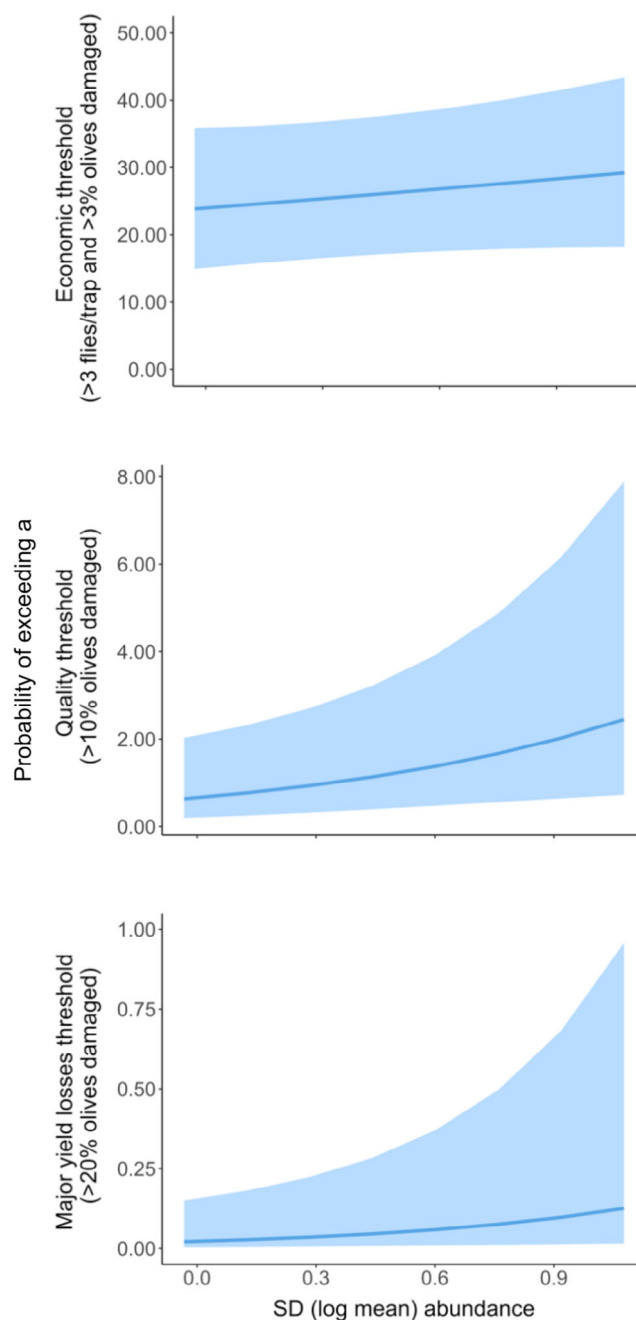 Probability of exceeding a
Economic threshold
(>3 flies/trap and >3% olives damaged)
50.00
40.00
30.00
20.00
10.00
0.00
Quality threshold
(>10% olives damaged)
8.00
6.00
4.00
2.00
0.00
Major yield losses threshold
(>20% olives damaged)
1.00
0.75
0.50
0.25
0.00
0.0 0.3 0.6 0.9
SD (log mean) abundance